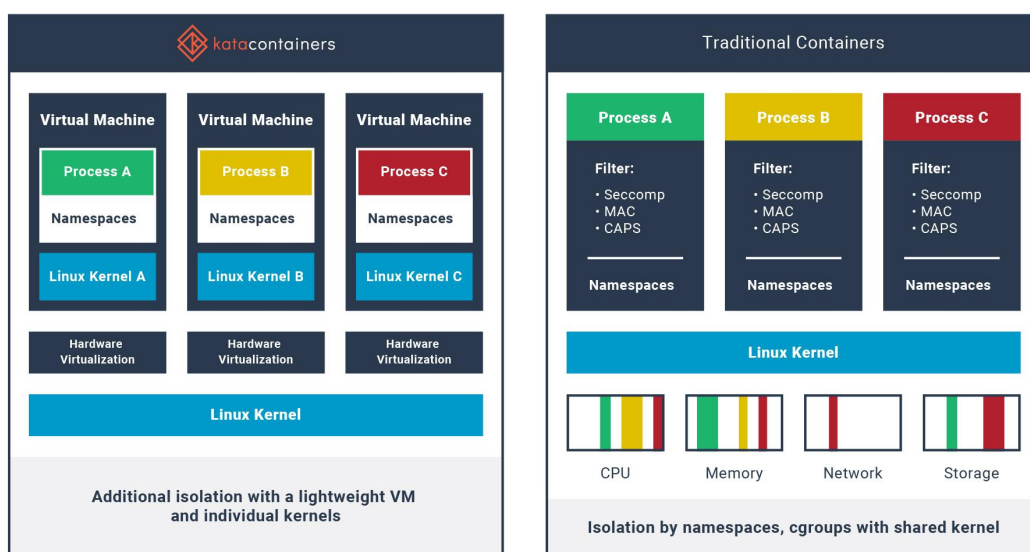 katacontainers
Virtual Machine
Process A
Namespaces
Linux Kernel A
Virtual Machine
Process B
Namespaces
Linux Kernel B
Virtual Machine
Process C
Namespaces
Linux Kernel C
Hardware
Virtualization
Hardware
Virtualization
Hardware
Virtualization
Linux Kernel
Additional isolation with a lightweight VM
and individual kernels
Traditional Containers
Process A
Filter:
• Seccomp
• MAC
• CAPS
Namespaces
Process B
Filter:
• Seccomp
• MAC
• CAPS
Namespaces
Process C
Filter:
• Seccomp
• MAC
• CAPS
Namespaces
Linux Kernel
CPU
Memory
Network
Storage
Isolation by namespaces, cgroups with shared kernel